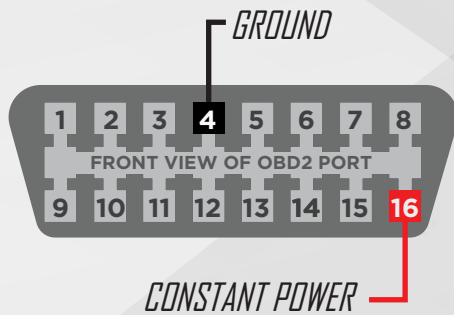 GROUND
1 2 3 4 5 6 7 8
FRONT VIEW OF OBD2 PORT
9 10 11 12 13 14 15 16
CONSTANT POWER